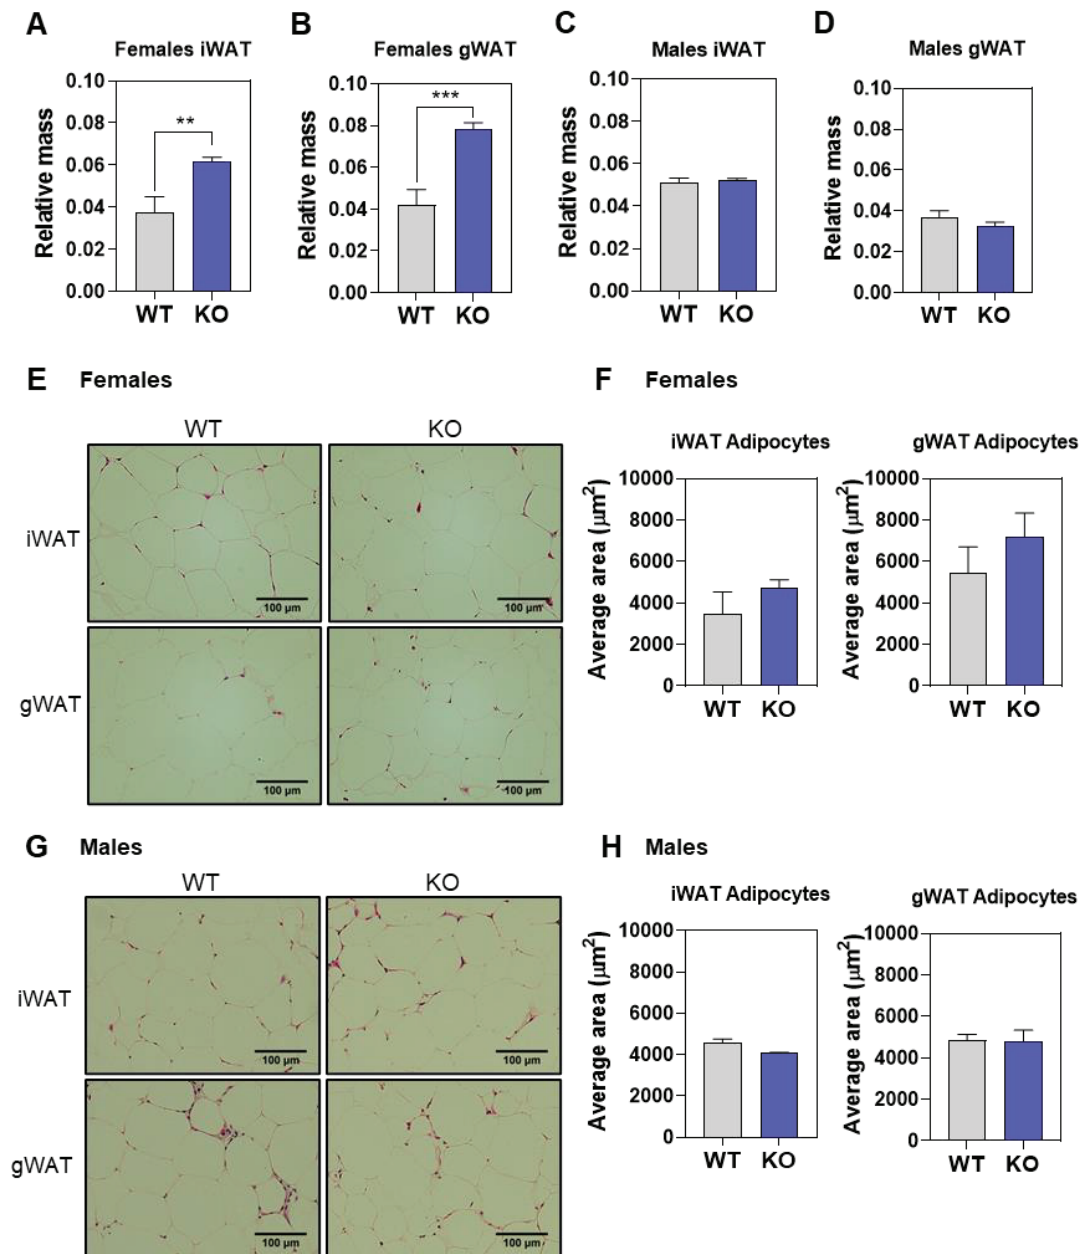 A
Females iWAT
Relative mass
0.10
0.08
0.06
0.04
0.02
0.00
**
WT KO
B
Females gWAT
Relative mass
0.10
0.08
0.06
0.04
0.02
0.00
***
WT KO
C
Males iWAT
Relative mass
0.10
0.08
0.06
0.04
0.02
0.00
WT KO
D
Males gWAT
Relative mass
0.10
0.08
0.06
0.04
0.02
0.00
WT KO
E Females
WT KO
iWAT
100 µm
100 µm
gWAT
100 µm
100 µm
F Females
iWAT Adipocytes
Average area (µm²)
10000
8000
6000
4000
2000
0
WT KO
gWAT Adipocytes
Average area (µm²)
10000
8000
6000
4000
2000
0
WT KO
G Males
WT KO
iWAT
100 µm
100 µm
gWAT
100 µm
100 µm
H Males
iWAT Adipocytes
Average area (µm²)
10000
8000
6000
4000
2000
0
WT KO
gWAT Adipocytes
Average area (µm²)
10000
8000
6000
4000
2000
0
WT KO